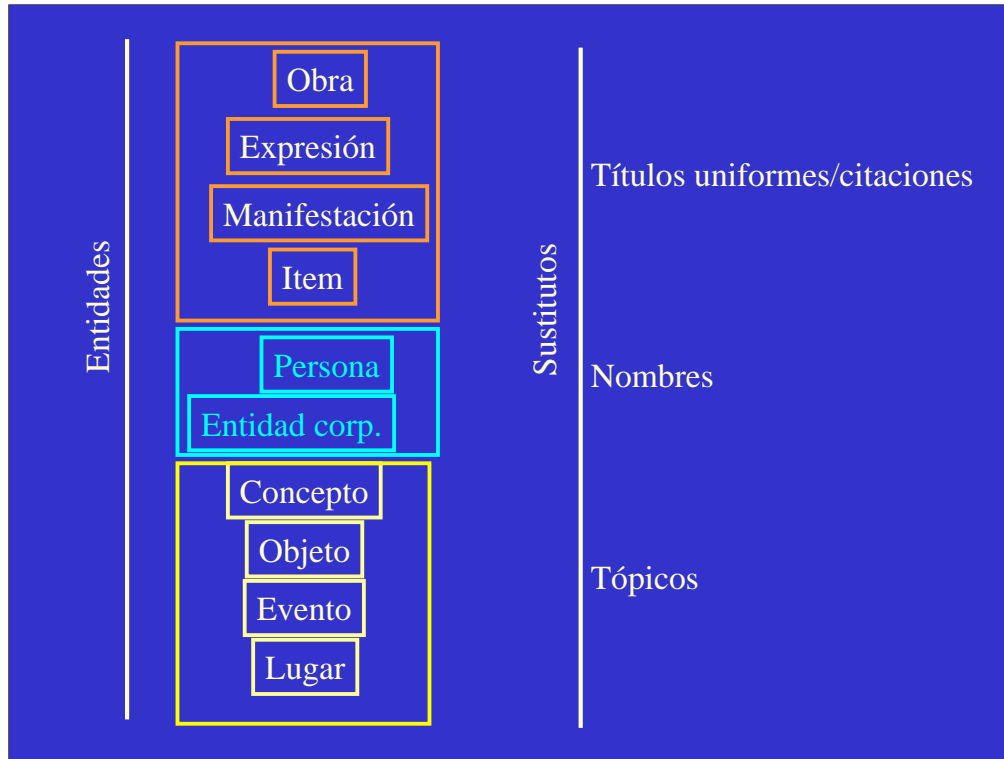 Entidades
Obra
Expresión
Manifestación
Item
Persona
Entidad corp.
Concepto
Objeto
Evento
Lugar
Sustitutos
Títulos uniformes/citaciones
Nombres
Tópicos